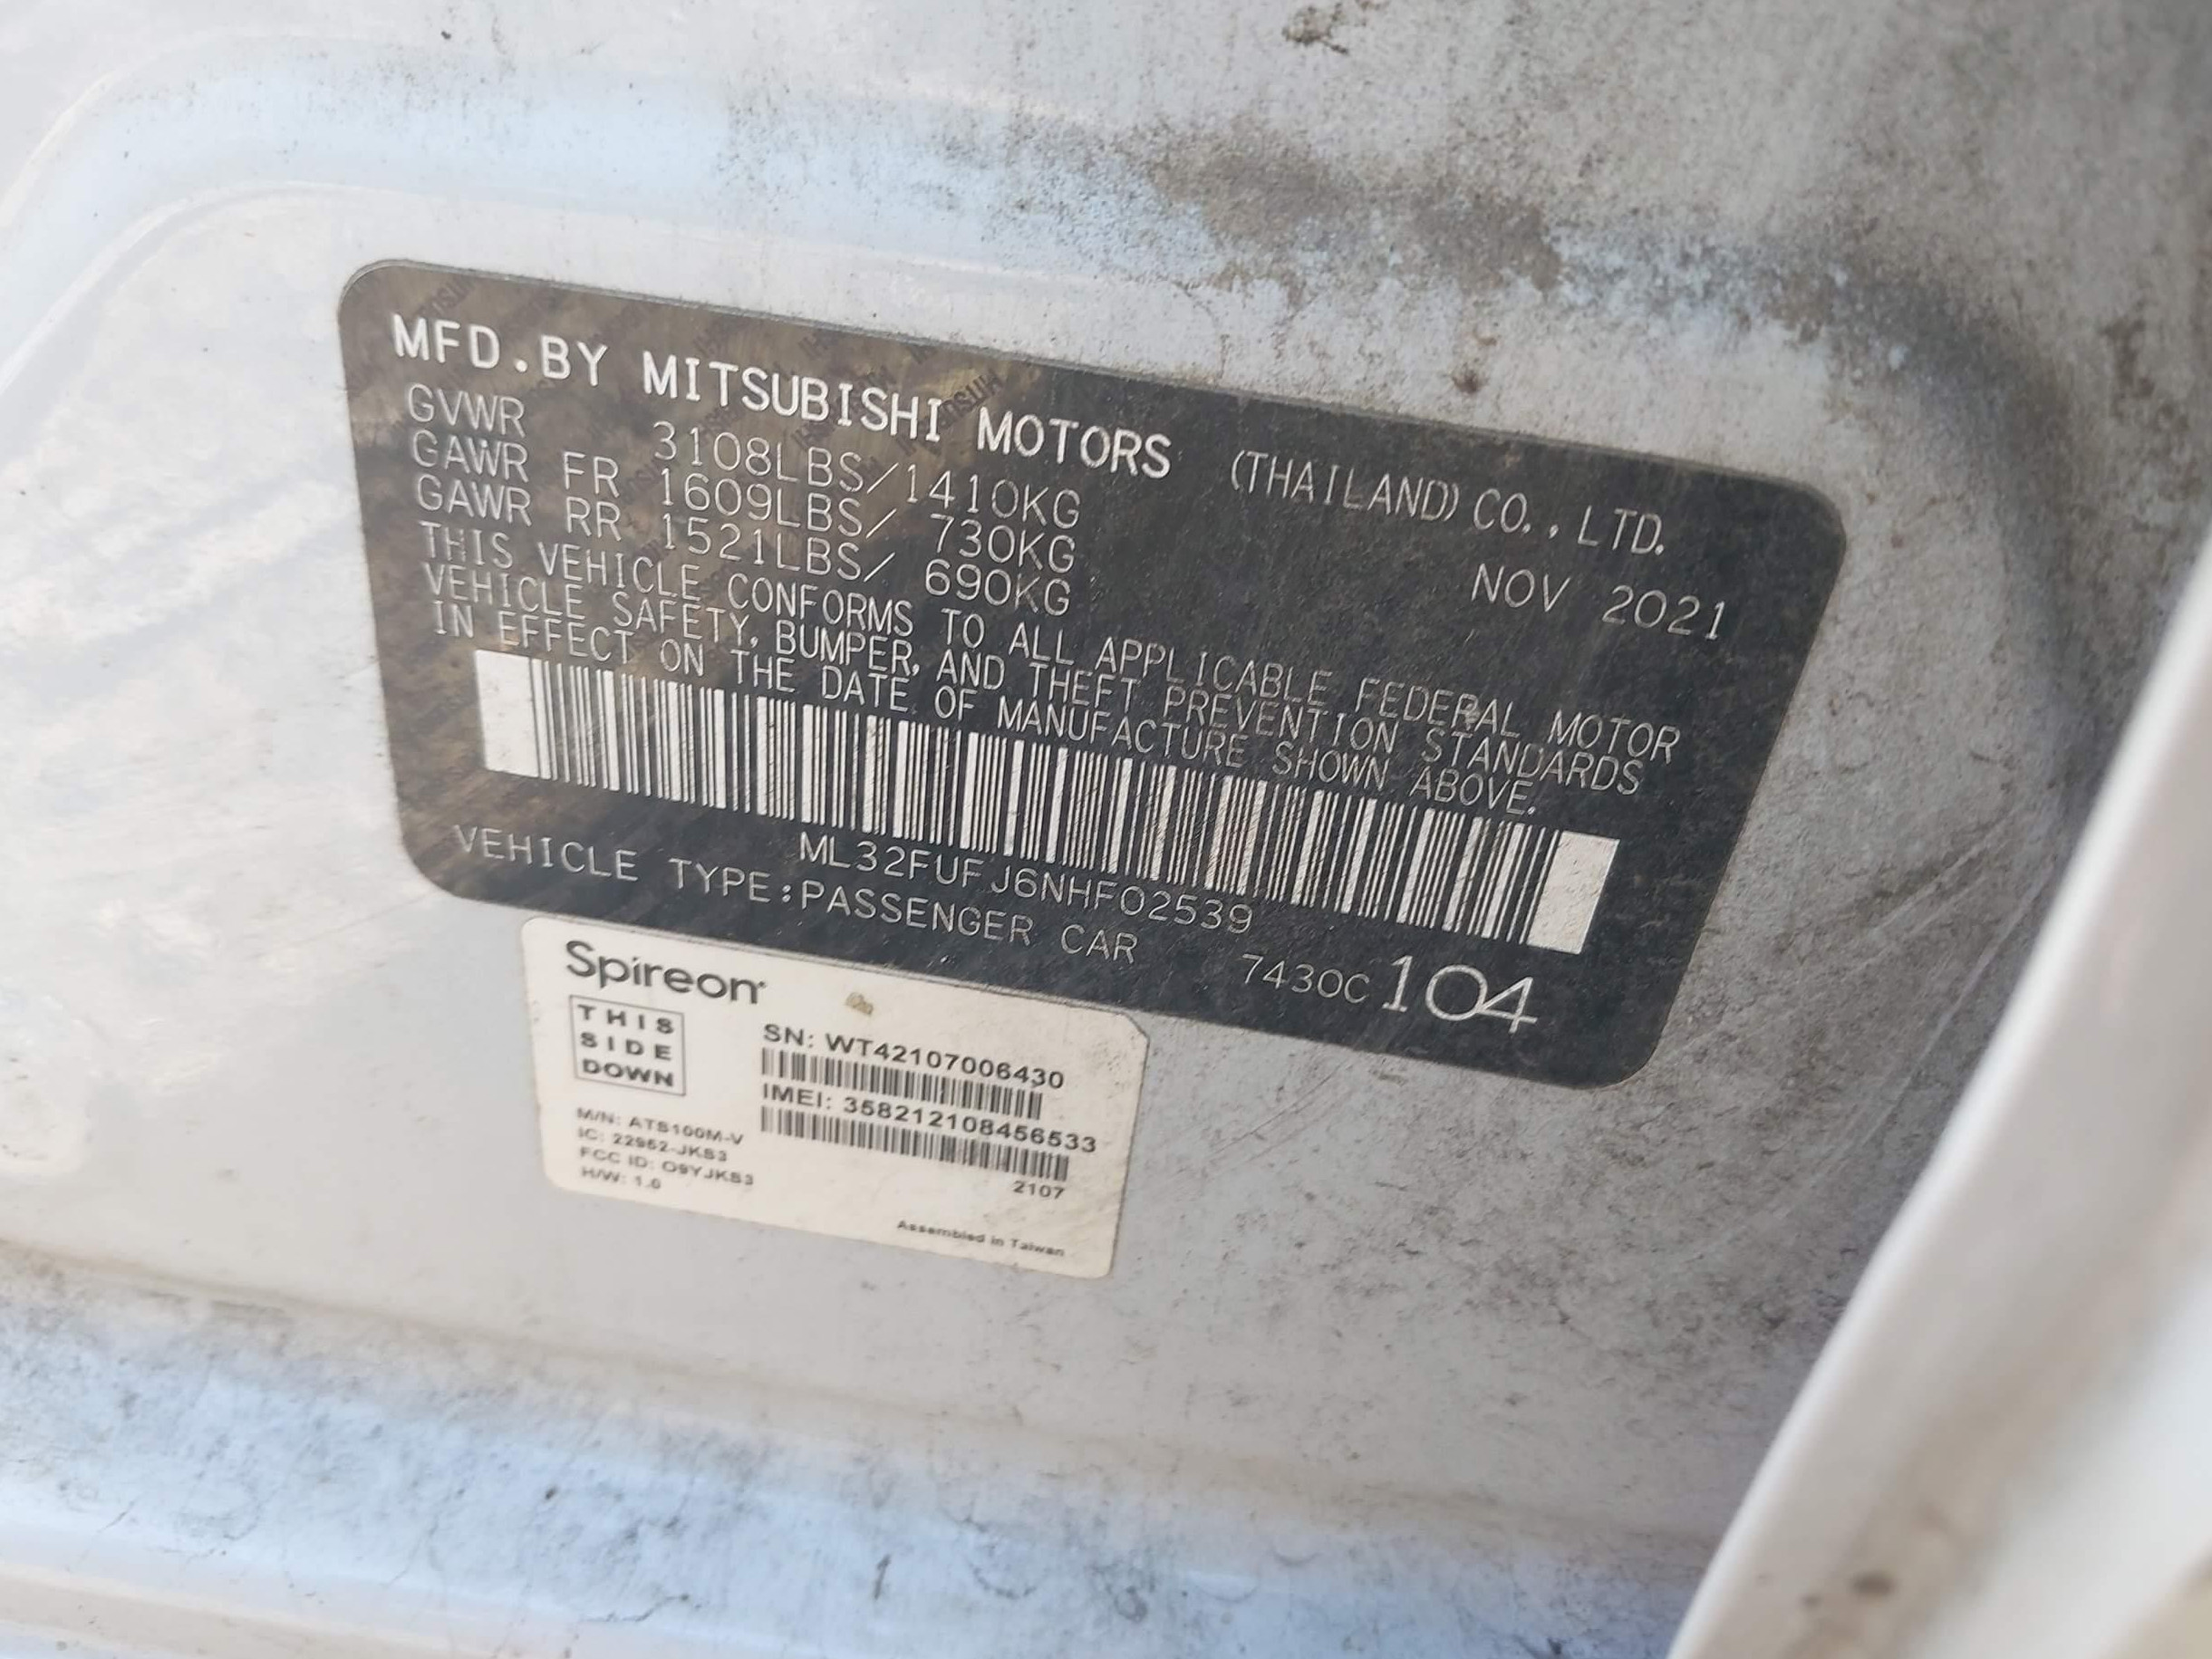 MFD.BY MITSUBISHI MOTORS (THAILAND) CO.,LTD.
GVWR 3108LBS/1410KG NOV 2021
GAWR FR 1609LBS/ 730KG
GAWR RR 1521LBS/ 690KG
THIS VEHICLE CONFORMS TO ALL APPLICABLE FEDERAL MOTOR
VEHICLE SAFETY, BUMPER, AND THEFT PREVENTION STANDARDS
IN EFFECT ON THE DATE OF MANUFACTURE SHOWN ABOVE.
ML32FUFJ6NHF02539
VEHICLE TYPE:PASSENGER CAR 7430C 104
Spireon
THIS
SIDE
DOWN
SN: WT42107006430
IMEI: 358212108456533
2107
M/N: ATS100M-V
IC: 22962-JKS3
FCC ID: O9YJKS3
H/W: 1.0
Assembled in Taiwan